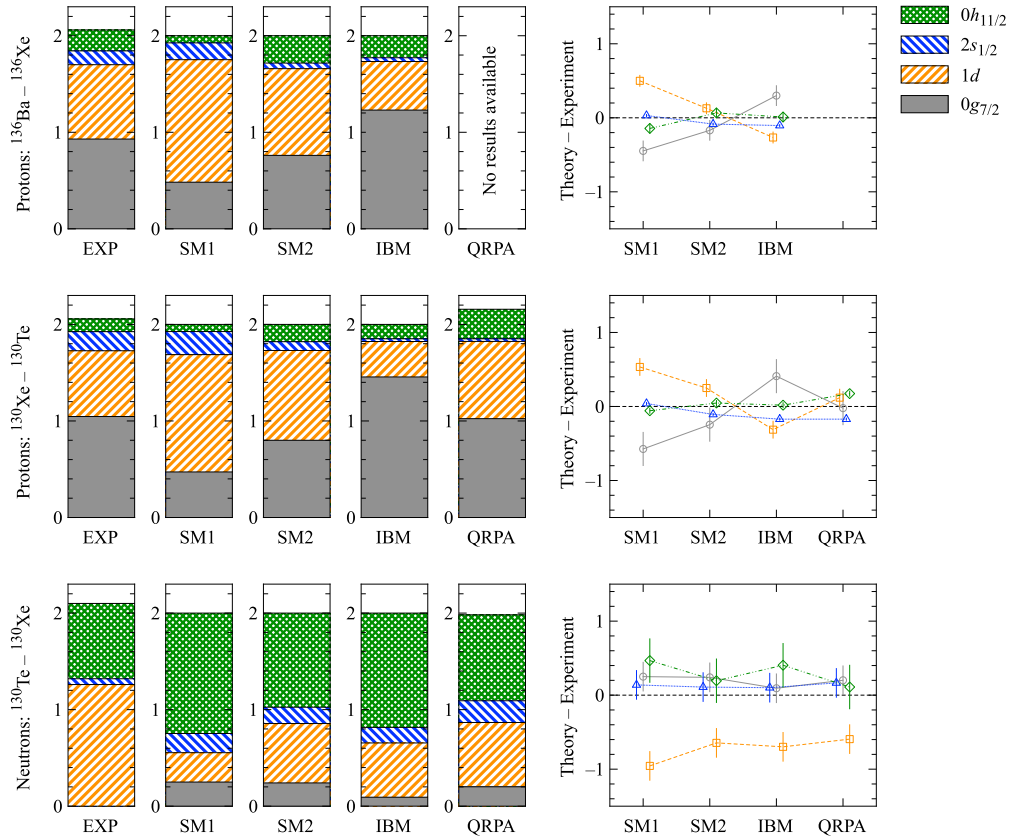 Protons: ¹³⁶Ba – ¹³⁶Xe
2
1
0
EXP
2
1
0
SM1
2
1
0
SM2
2
1
0
IBM
2
1
0
No results available
QRPA
Theory – Experiment
1
0
−1
SM1 SM2 IBM
0h₁₁/₂
2s₁/₂
1d
0g₇/₂
Protons: ¹³⁰Xe – ¹³⁰Te
2
1
0
EXP
2
1
0
SM1
2
1
0
SM2
2
1
0
IBM
2
1
0
QRPA
Theory – Experiment
1
0
−1
SM1 SM2 IBM QRPA
Neutrons: ¹³⁰Te – ¹³⁰Xe
2
1
0
EXP
2
1
0
SM1
2
1
0
SM2
2
1
0
IBM
2
1
0
QRPA
Theory – Experiment
1
0
−1
SM1 SM2 IBM QRPA